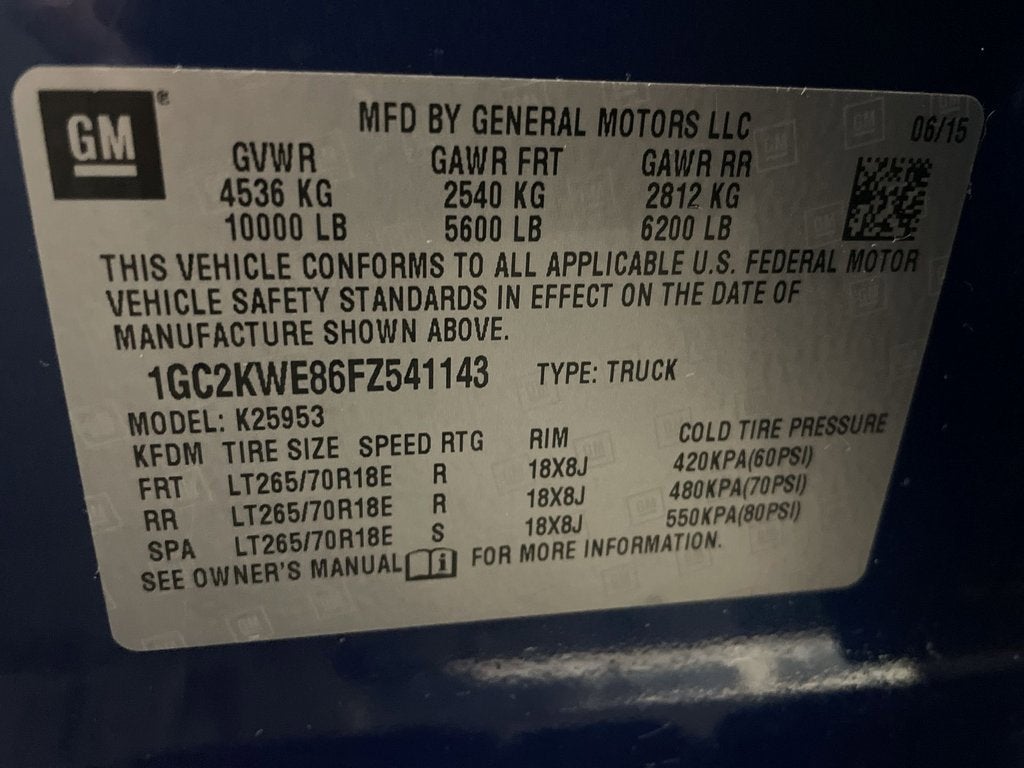 GM®
MFD BY GENERAL MOTORS LLC 06/15
GVWR GAWR FRT GAWR RR
4536 KG 2540 KG 2812 KG
10000 LB 5600 LB 6200 LB
THIS VEHICLE CONFORMS TO ALL APPLICABLE U.S. FEDERAL MOTOR
VEHICLE SAFETY STANDARDS IN EFFECT ON THE DATE OF
MANUFACTURE SHOWN ABOVE.
1GC2KWE86FZ541143 TYPE: TRUCK
MODEL: K25953
KFDM TIRE SIZE SPEED RTG RIM COLD TIRE PRESSURE
FRT LT265/70R18E R 18X8J 420KPA(60PSI)
RR LT265/70R18E R 18X8J 480KPA(70PSI)
SPA LT265/70R18E S 18X8J 550KPA(80PSI)
SEE OWNER'S MANUAL i FOR MORE INFORMATION.